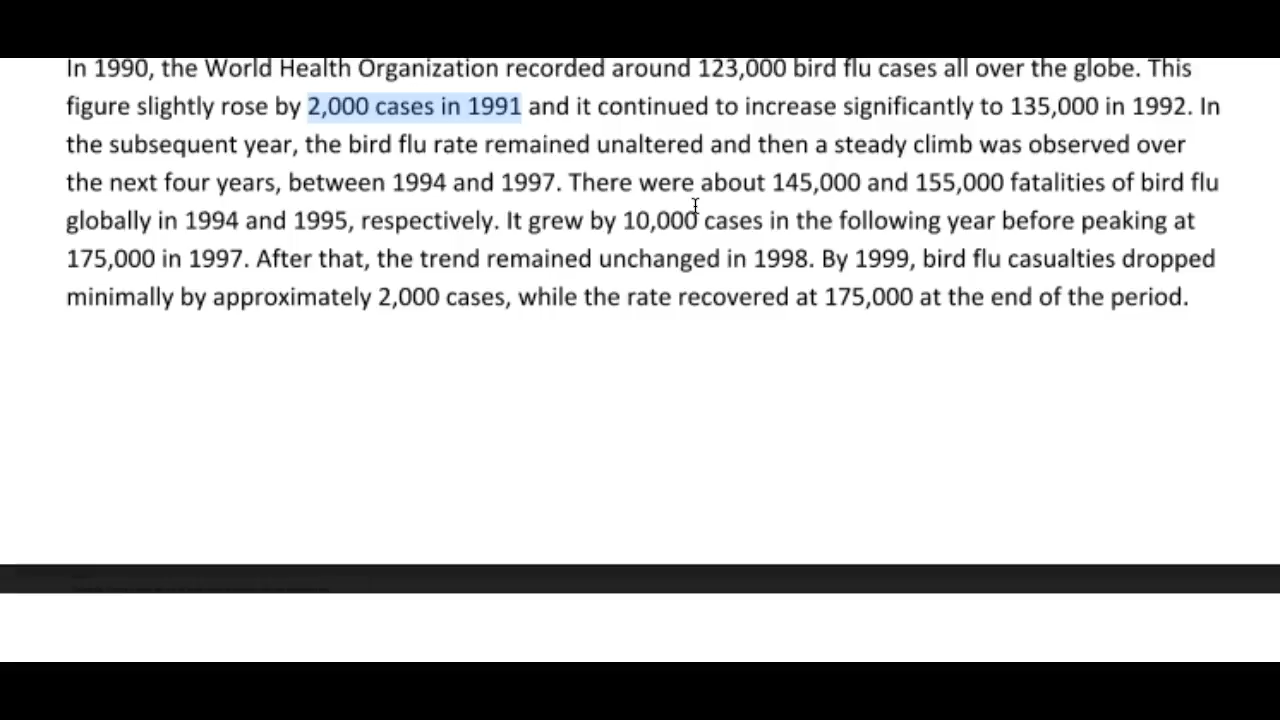 In 1990, the World Health Organization recorded around 123,000 bird flu cases all over the globe. This
figure slightly rose by 2,000 cases in 1991 and it continued to increase significantly to 135,000 in 1992. In
the subsequent year, the bird flu rate remained unaltered and then a steady climb was observed over
the next four years, between 1994 and 1997. There were about 145,000 and 155,000 fatalities of bird flu
globally in 1994 and 1995, respectively. It grew by 10,000 cases in the following year before peaking at
175,000 in 1997. After that, the trend remained unchanged in 1998. By 1999, bird flu casualties dropped
minimally by approximately 2,000 cases, while the rate recovered at 175,000 at the end of the period.